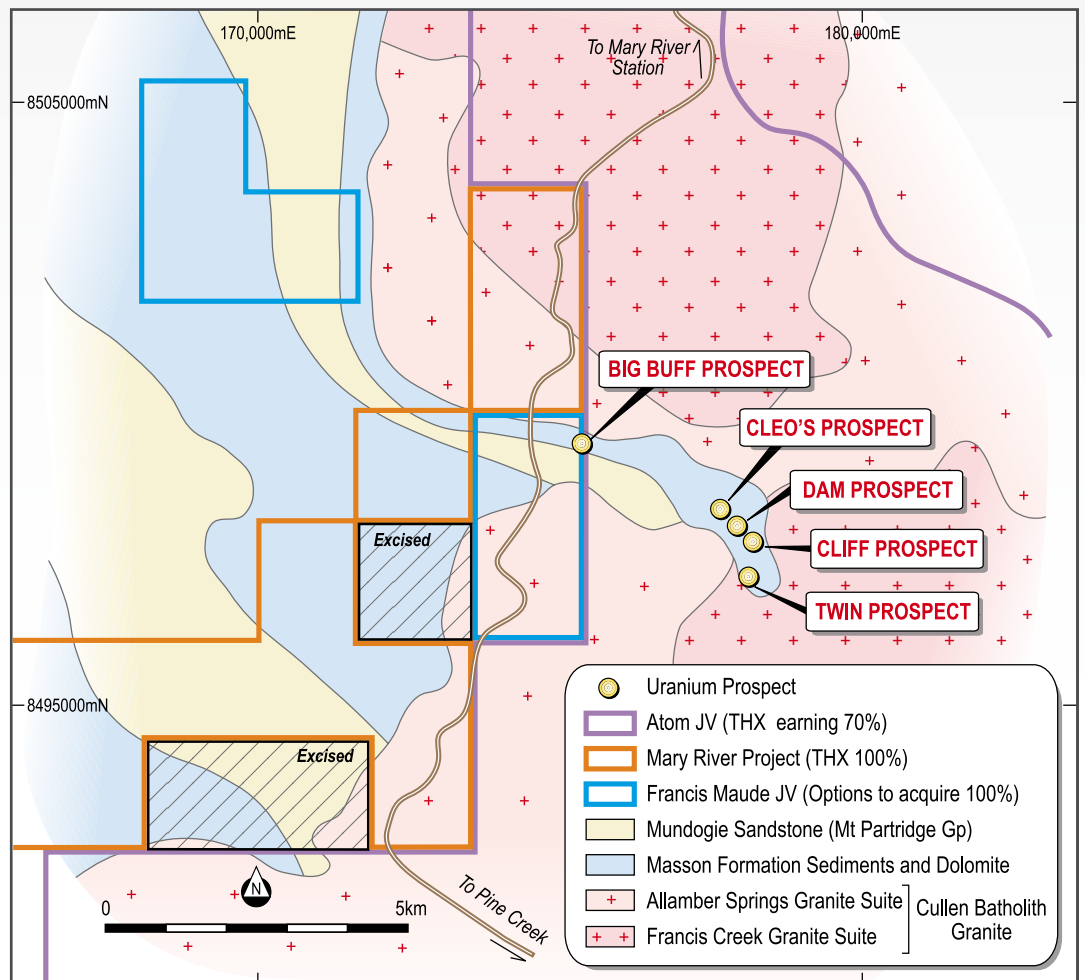 170,000mE
180,000mE
To Mary River
Station
8505000mN
BIG BUFF PROSPECT
CLEO'S PROSPECT
DAM PROSPECT
Excised
CLIFF PROSPECT
TWIN PROSPECT
8495000mN
Excised
Uranium Prospect
Atom JV (THX earning 70%)
Mary River Project (THX 100%)
Francis Maude JV (Options to acquire 100%)
Mundogie Sandstone (Mt Partridge Gp)
Masson Formation Sediments and Dolomite
Allamber Springs Granite Suite
Francis Creek Granite Suite
Cullen Batholith
Granite
N
0
5km
To Pine Creek